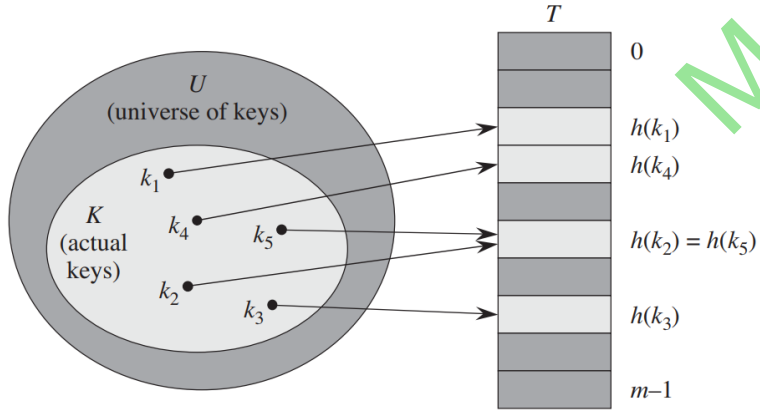 T
0
U
(universe of keys)
h(k₁)
k₁
h(k₄)
K
(actual
keys)
k₄
k₅
h(k₂) = h(k₅)
k₂
k₃
h(k₃)
m–1
M